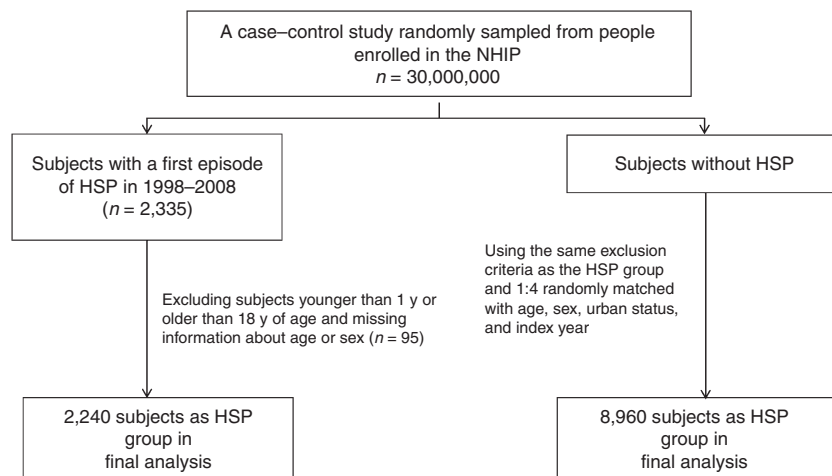 A case–control study randomly sampled from people
enrolled in the NHIP
n = 30,000,000
Subjects with a first episode
of HSP in 1998–2008
(n = 2,335)
Subjects without HSP
Excluding subjects younger than 1 y or
older than 18 y of age and missing
information about age or sex (n = 95)
Using the same exclusion
criteria as the HSP group
and 1:4 randomly matched
with age, sex, urban status,
and index year
2,240 subjects as HSP
group in
final analysis
8,960 subjects as HSP
group in
final analysis